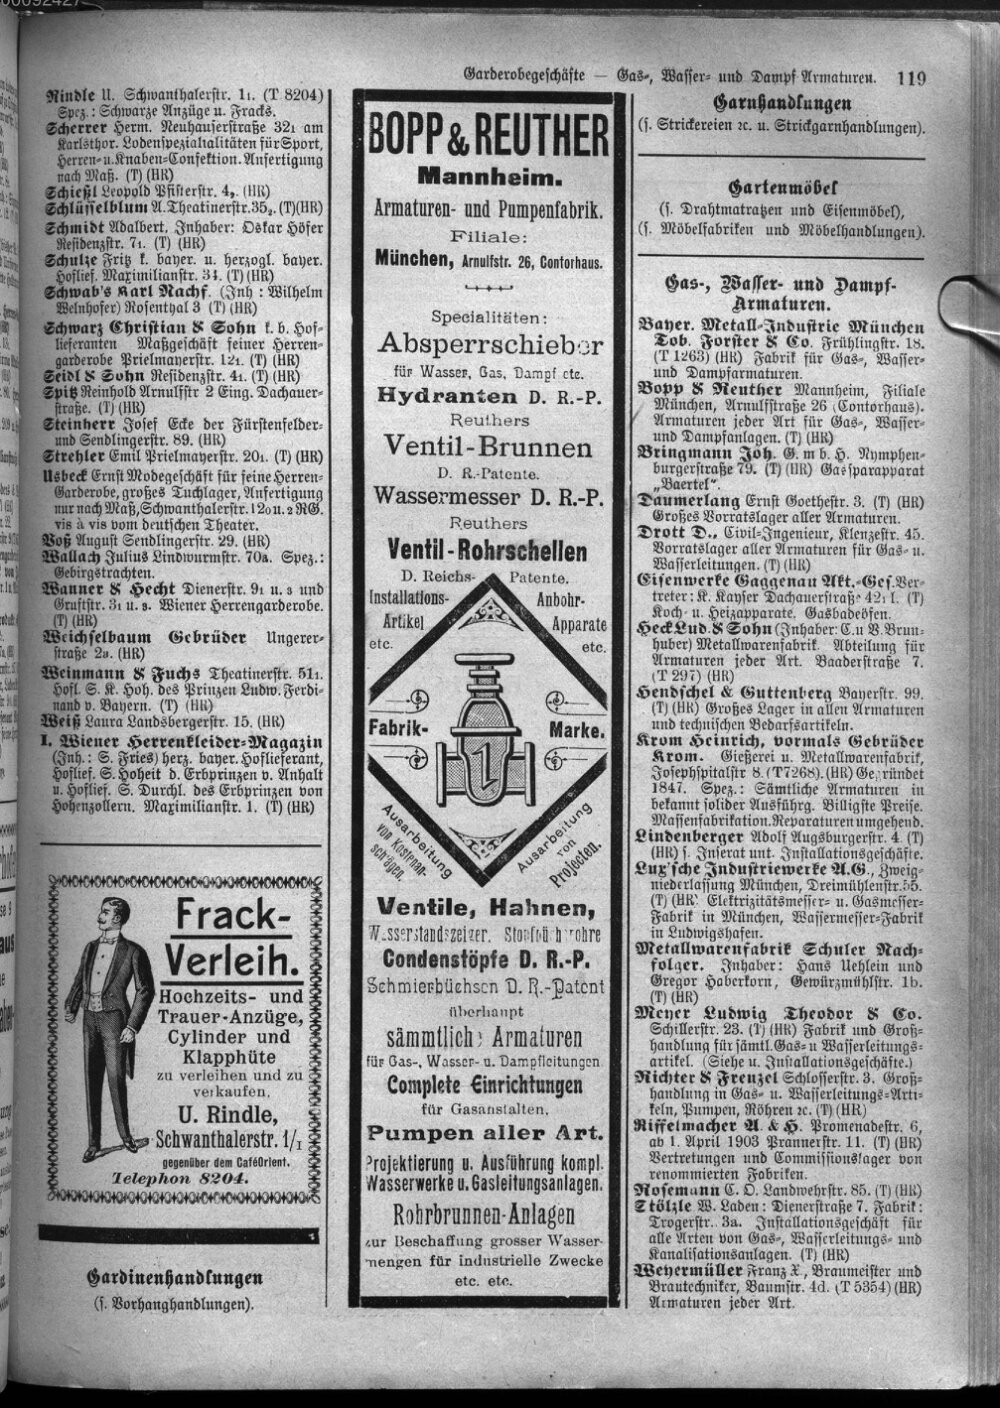 Garderobegeschäfte — Gas-, Wasser- und Dampf Armaturen. 119
Rindle U. Schwanthalerstr. 1₁. (T 8204)
Spez.: Schwarze Anzüge u. Fracks.
Scherrer Herm. Neuhauserstraße 32₁ am
Karlsthor. Lodenspezialitäten für Sport,
Herren- u. Knaben-Confektion. Anfertigung
nach Maß. (T) (HR)
Schießl Leopold Pfisterstr. 4₁. (HR)
Schlüsselblum A. Theatinerstr. 35₂. (T) (HR)
Schmidt Adalbert, Inhaber: Oskar Höfer
Residenzstr. 7₁. (T) (HR)
Schulze Fritz k. bayer. u. herzogl. bayer.
Hoflief. Maximilianstr. 34. (T) (HR)
Schwab's Karl Nachf. (Inh: Wilhelm
Welnhofer) Rosenthal 3 (T) (HR)
Schwarz Christian & Sohn k. b. Hof-
lieferanten Maßgeschäft feiner Herren-
garderobe Prielmayerstr. 12₁. (T) (HR)
Seidl & Sohn Residenzstr. 4₁. (T) (HR)
Spitz Reinhold Arnulfstr 2 Eing. Dachauer-
straße. (T) (HR)
Steinherr Josef Ecke der Fürstenfelder-
und Sendlingerstr. 89. (HR)
Strehler Emil Prielmayerstr. 20₁. (T) (HR)
Usbeck Ernst Modegeschäft für feine Herren-
Garderobe, großes Tuchlager, Anfertigung
nur nach Maß, Schwanthalerstr. 12₀ u. 2 RG.
vis à vis vom deutschen Theater.
Voß August Sendlingerstr. 29. (HR)
Wallach Julius Lindwurmstr. 70a. Spez.:
Gebirgstrachten.
Wanner & Hecht Dienerstr. 9₁ u. ₃ und
Gruftstr. 3₁ u. ₃. Wiener Herrengarderobe.
(T) (HR)
Weichselbaum Gebrüder Ungerer-
straße 2₃. (HR)
Weinmann & Fuchs Theatinerstr. 51₁.
Hofl. S. K. Hoh. des Prinzen Ludw. Ferdi-
nand v. Bayern. (T) (HR)
Weiß Laura Landsbergerstr. 15. (HR)
I. Wiener Herrenkleider-Magazin
(Inh.: S. Fries) herz. bayer. Hoflieferant,
Hoflief. S. Hoheit d. Erbprinzen v. Anhalt
u. Hoflief. S. Durchl. des Erbprinzen von
Hohenzollern. Maximilianstr. 1. (T) (HR)
Frack-
Verleih.
Hochzeits- und
Trauer-Anzüge,
Cylinder und
Klapphüte
zu verleihen und zu
verkaufen.
U. Rindle,
Schwanthalerstr. 1/I
gegenüber dem CaféOrient.
Telephon 8204.
Gardinenhandlungen
(s. Vorhanghandlungen).
BOPP & REUTHER
Mannheim.
Armaturen- und Pumpenfabrik.
Filiale:
München, Arnulfstr. 26, Contorhaus.
Specialitäten:
Absperrschieber
für Wasser, Gas, Dampf etc.
Hydranten D. R.-P.
Reuthers
Ventil-Brunnen
D. R.-Patente.
Wassermesser D. R.-P.
Reuthers
Ventil-Rohrschellen
D. Reichs- Patente.
Installations- Anbohr-
Artikel Apparate
etc. etc.
Fabrik- Marke.
Ausarbeitung
von Kostenan-
schlägen.
Ausarbeitung
von
Projecten.
Ventile, Hahnen,
Wasserstandszeiger. Stopfbüchsrohre
Condenstöpfe D. R.-P.
Schmierbüchsen D. R.-Patent
überhaupt
sämmtliche Armaturen
für Gas-, Wasser- u. Dampfleitungen
Complete Einrichtungen
für Gasanstalten.
Pumpen aller Art.
Projektierung u. Ausführung kompl.
Wasserwerke u. Gasleitungsanlagen.
Rohrbrunnen-Anlagen
zur Beschaffung grosser Wasser-
mengen für industrielle Zwecke
etc. etc.
Garnhandlungen
(s. Strickereien ꝛc. u. Strickgarnhandlungen).
Gartenmöbel
(s. Drahtmatratzen und Eisenmöbel),
(s. Möbelfabriken und Möbelhandlungen).
Gas-, Wasser- und Dampf-
Armaturen.
Bayer. Metall-Industrie München
Tob. Forster & Co. Frühlingstr. 18.
(T 1263) (HR) Fabrik für Gas-, Wasser-
und Dampfarmaturen.
Bopp & Reuther Mannheim, Filiale
München, Arnulfstraße 26 (Contorhaus).
Armaturen jeder Art für Gas-, Wasser-
und Dampfanlagen. (T) (HR)
Bringmann Joh. G. m b. H. Nymphen-
burgerstraße 79. (T) (HR) Gassparapparat
„Baertel“.
Daumerlang Ernst Goethestr. 3. (T) (HR)
Großes Vorratslager aller Armaturen.
Drott D., Civil-Ingenieur, Klenzestr. 45.
Vorratslager aller Armaturen für Gas- u.
Wasserleitungen. (T) (HR)
Eisenwerke Gaggenau Akt.-Ges. Ver-
treter: K. Kayser Dachauerstraße 42₁ l. (T)
Koch- u. Heizapparate. Gasbadeöfen.
Heck Lud. & Sohn (Inhaber: C. u B. Brun-
huber) Metallwarenfabrik. Abteilung für
Armaturen jeder Art. Baaderstraße 7.
(T 297) (HR)
Hendschel & Guttenberg Bayerstr. 99.
(T) (HR) Großes Lager in allen Armaturen
und technischen Bedarfsartikeln.
Krom Heinrich, vormals Gebrüder
Krom. Gießerei u. Metallwarenfabrik,
Josephspitalstr 8. (T 7268). (HR) Gegründet
1847. Spez.: Sämtliche Armaturen in
bekannt solider Ausführg. Billigste Preise.
Massenfabrikation. Reparaturen umgehend.
Lindenberger Adolf Augsburgerstr. 4. (T)
(HR) s. Inserat unt. Installationsgeschäfte.
Lux'sche Industriewerke A.G., Zweig-
niederlassung München, Dreimühlenstr. 55.
(T) (HR) Elektrizitätsmesser- u. Gasmesser-
Fabrik in München, Wassermesser-Fabrik
in Ludwigshafen.
Metallwarenfabrik Schuler Nach-
folger. Inhaber: Hans Uehlein und
Gregor Haberkorn, Gewürzmühlstr. 1b.
(T) (HR)
Meyer Ludwig Theodor & Co.
Schillerstr. 23. (T) (HR) Fabrik und Groß-
handlung für sämtl. Gas- u Wasserleitungs-
artikel. (Siehe u. Installationsgeschäfte.)
Richter & Frenzel Schlosserstr. 3. Groß-
handlung in Gas- u. Wasserleitungs-Arti-
keln, Pumpen, Röhren ꝛc. (T) (HR)
Riffelmacher A. & H. Promenadestr. 6,
ab 1. April 1903 Prannerstr. 11. (T) (HR)
Vertretungen und Commissionslager von
renommierten Fabriken.
Rosemann C. O. Landwehrstr. 85. (T) (HR)
Stölzle W. Laden: Dienerstraße 7. Fabrik:
Trogerstr. 3a. Installationsgeschäft für
alle Arten von Gas-, Wasserleitungs- und
Kanalisationsanlagen. (T) (HR)
Weyermüller Franz X., Braumeister und
Brautechniker, Baumstr. 4d. (T 5354) (HR)
Armaturen jeder Art.